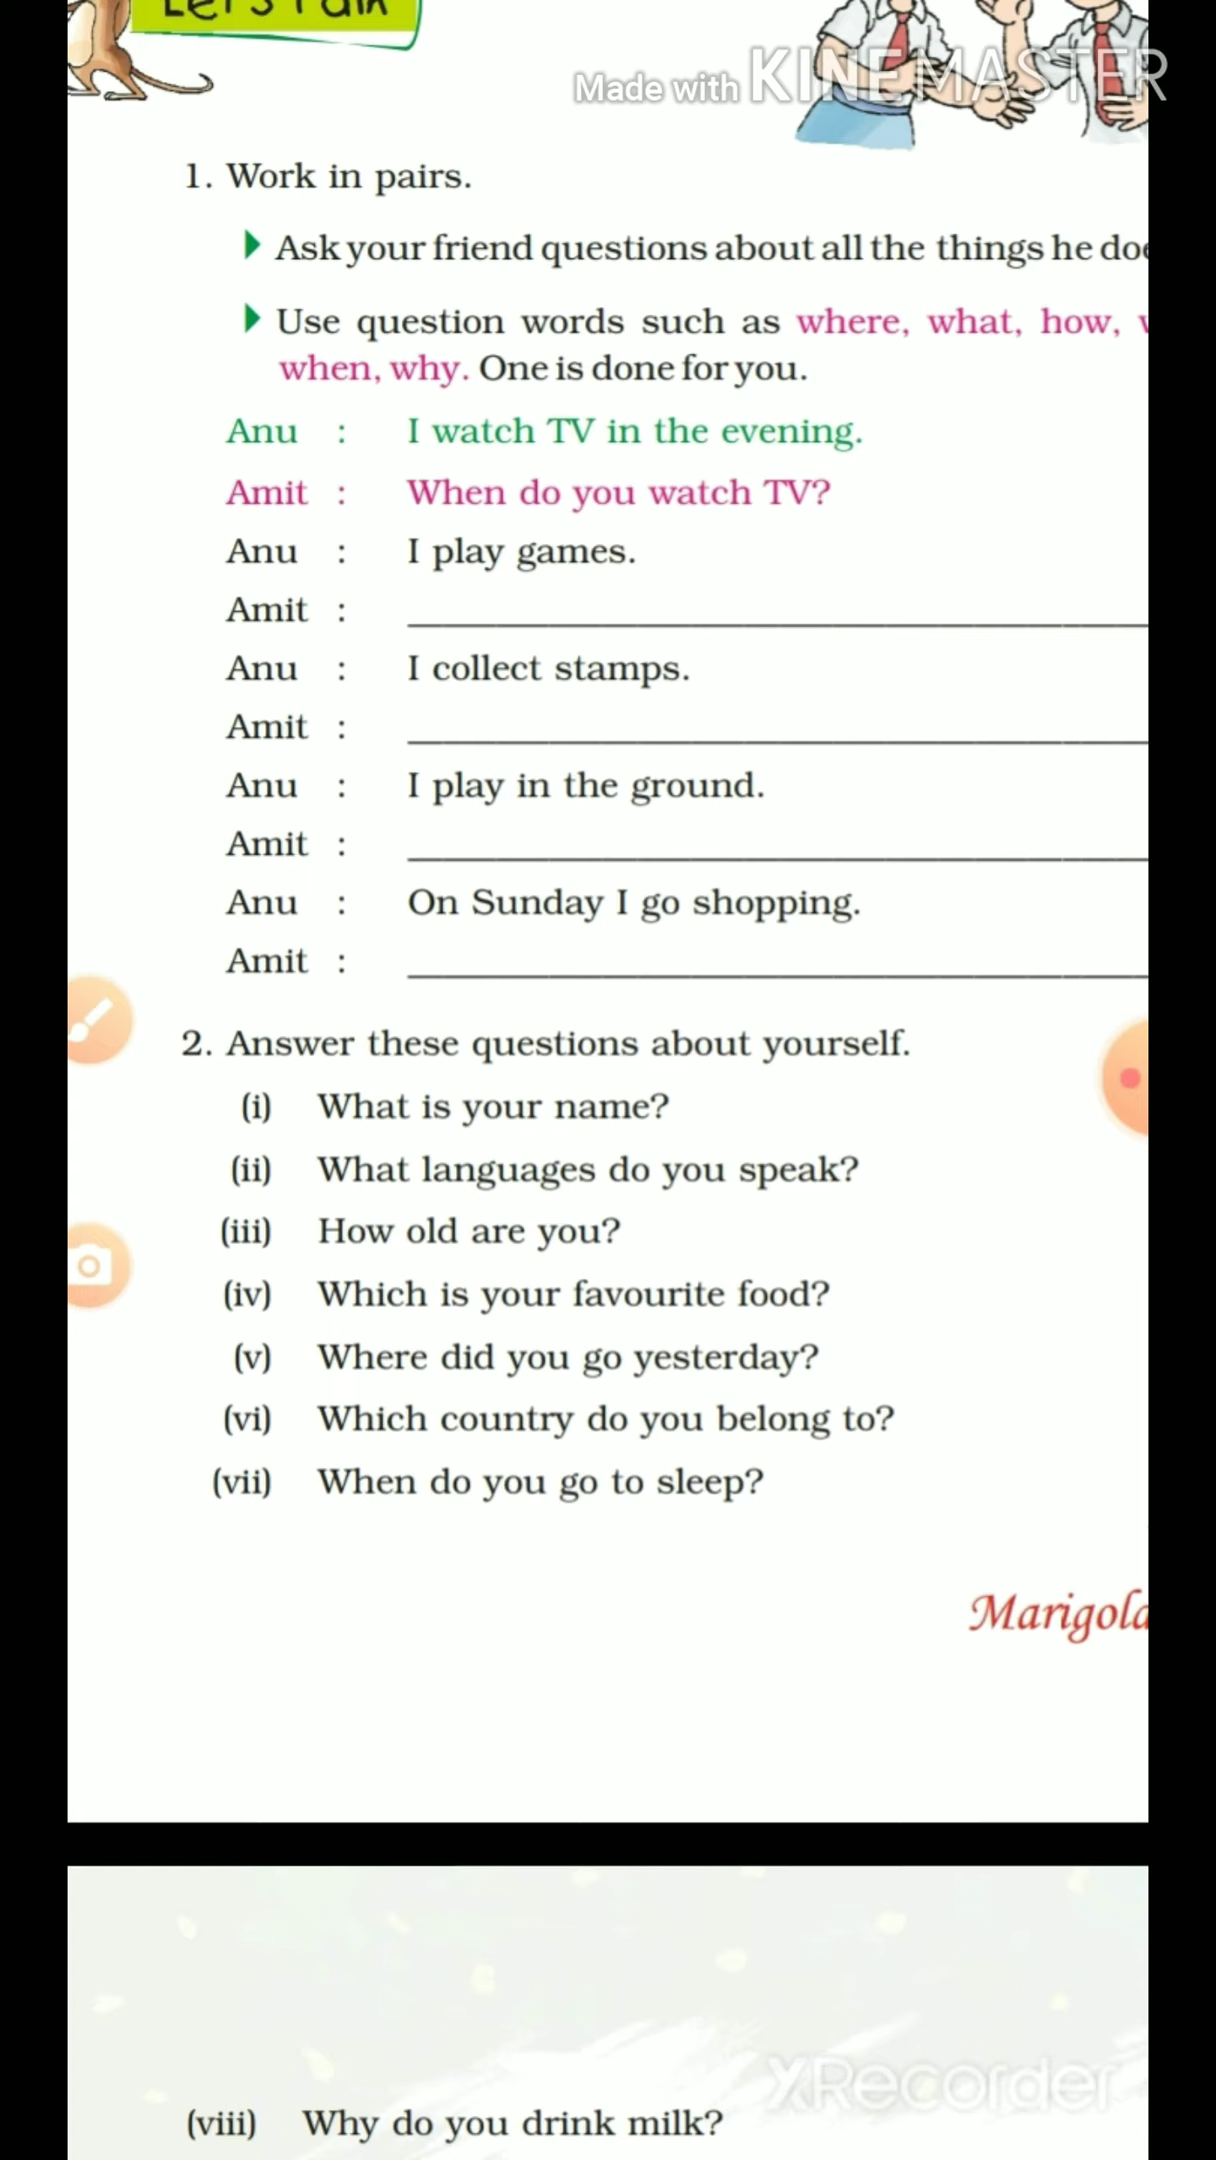 Let's Talk
Made with KINEMASTER
1. Work in pairs.
Ask your friend questions about all the things he
Use question words such as where, what, how,
when, why. One is done for you.
Anu : I watch TV in the evening.
Amit : When do you watch TV?
Anu : I play games.
Amit :
Anu : I collect stamps.
Amit :
Anu : I play in the ground.
Amit :
Anu : On Sunday I go shopping.
Amit :
2. Answer these questions about yourself.
(i) What is your name?
(ii) What languages do you speak?
(iii) How old are you?
(iv) Which is your favourite food?
(v) Where did you go yesterday?
(vi) Which country do you belong to?
(vii) When do you go to sleep?
Marigold
XRecorder
(viii) Why do you drink milk?